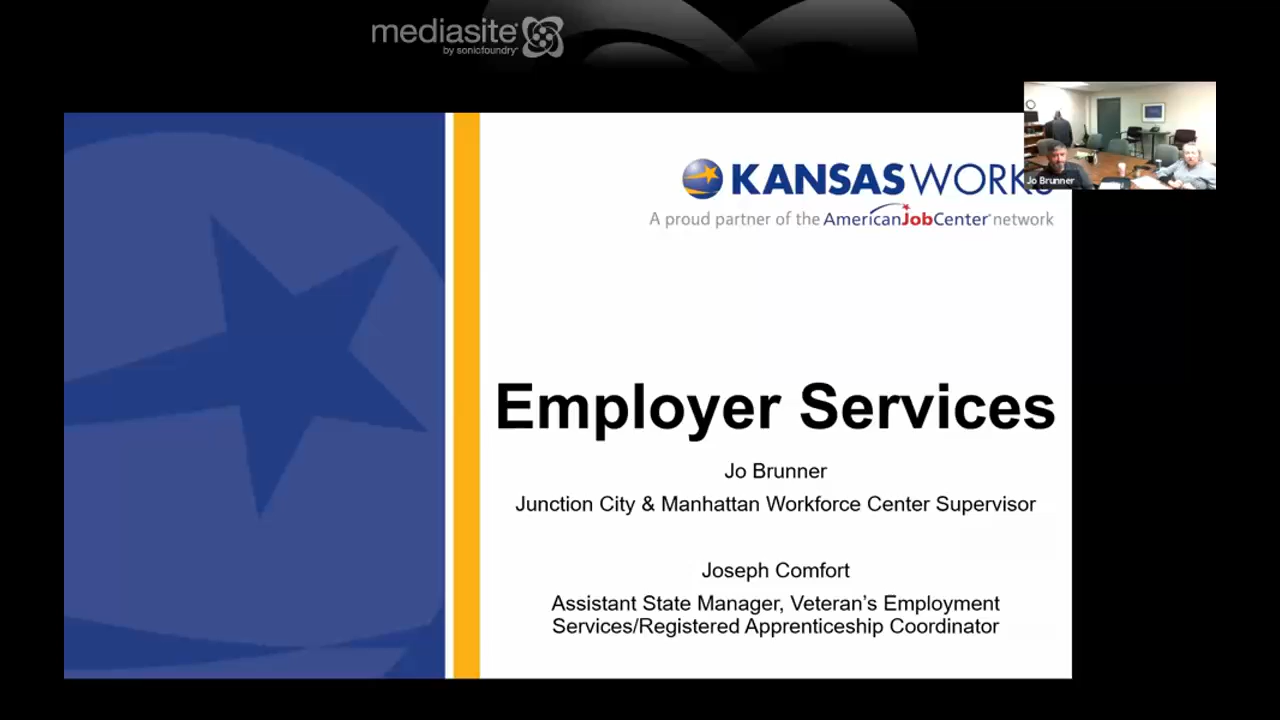 mediasite
by sonicfoundry
Jo Brunner
KANSASWORKS
A proud partner of the AmericanJobCenter network
Employer Services
Jo Brunner
Junction City & Manhattan Workforce Center Supervisor
Joseph Comfort
Assistant State Manager, Veteran’s Employment
Services/Registered Apprenticeship Coordinator